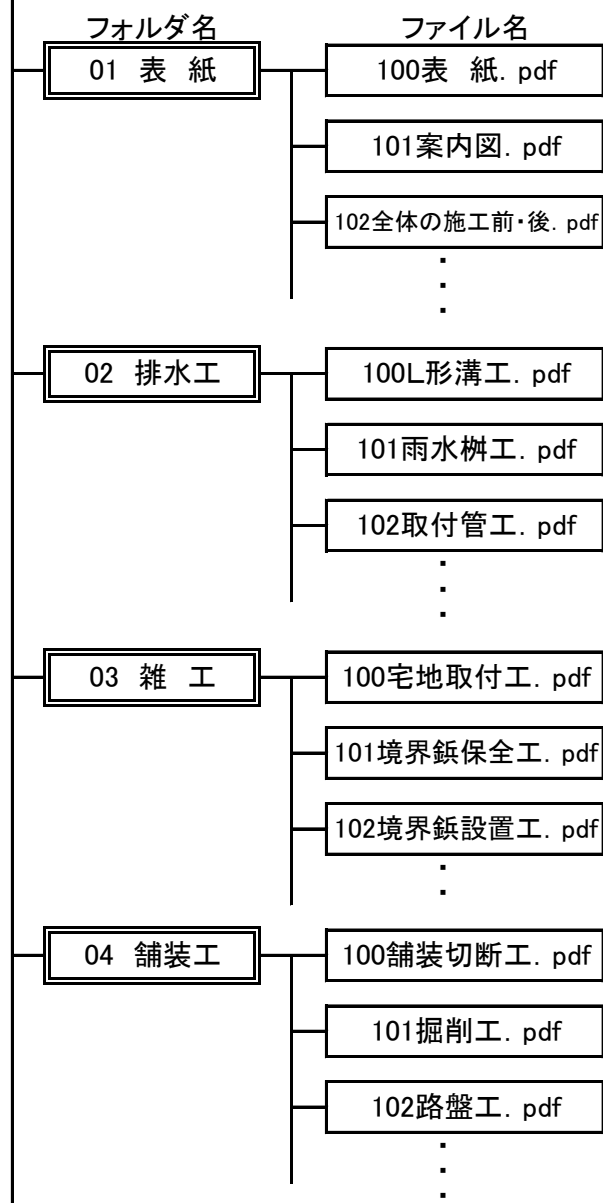 フォルダ名 ファイル名
01 表 紙 100表 紙.pdf
101案内図.pdf
102全体の施工前・後.pdf
・
・
・
02 排水工 100L形溝工.pdf
101雨水桝工.pdf
102取付管工.pdf
・
・
・
03 雑 工 100宅地取付工.pdf
101境界鋲保全工.pdf
102境界鋲設置工.pdf
・
・
04 舗装工 100舗装切断工.pdf
101掘削工.pdf
102路盤工.pdf
・
・
・